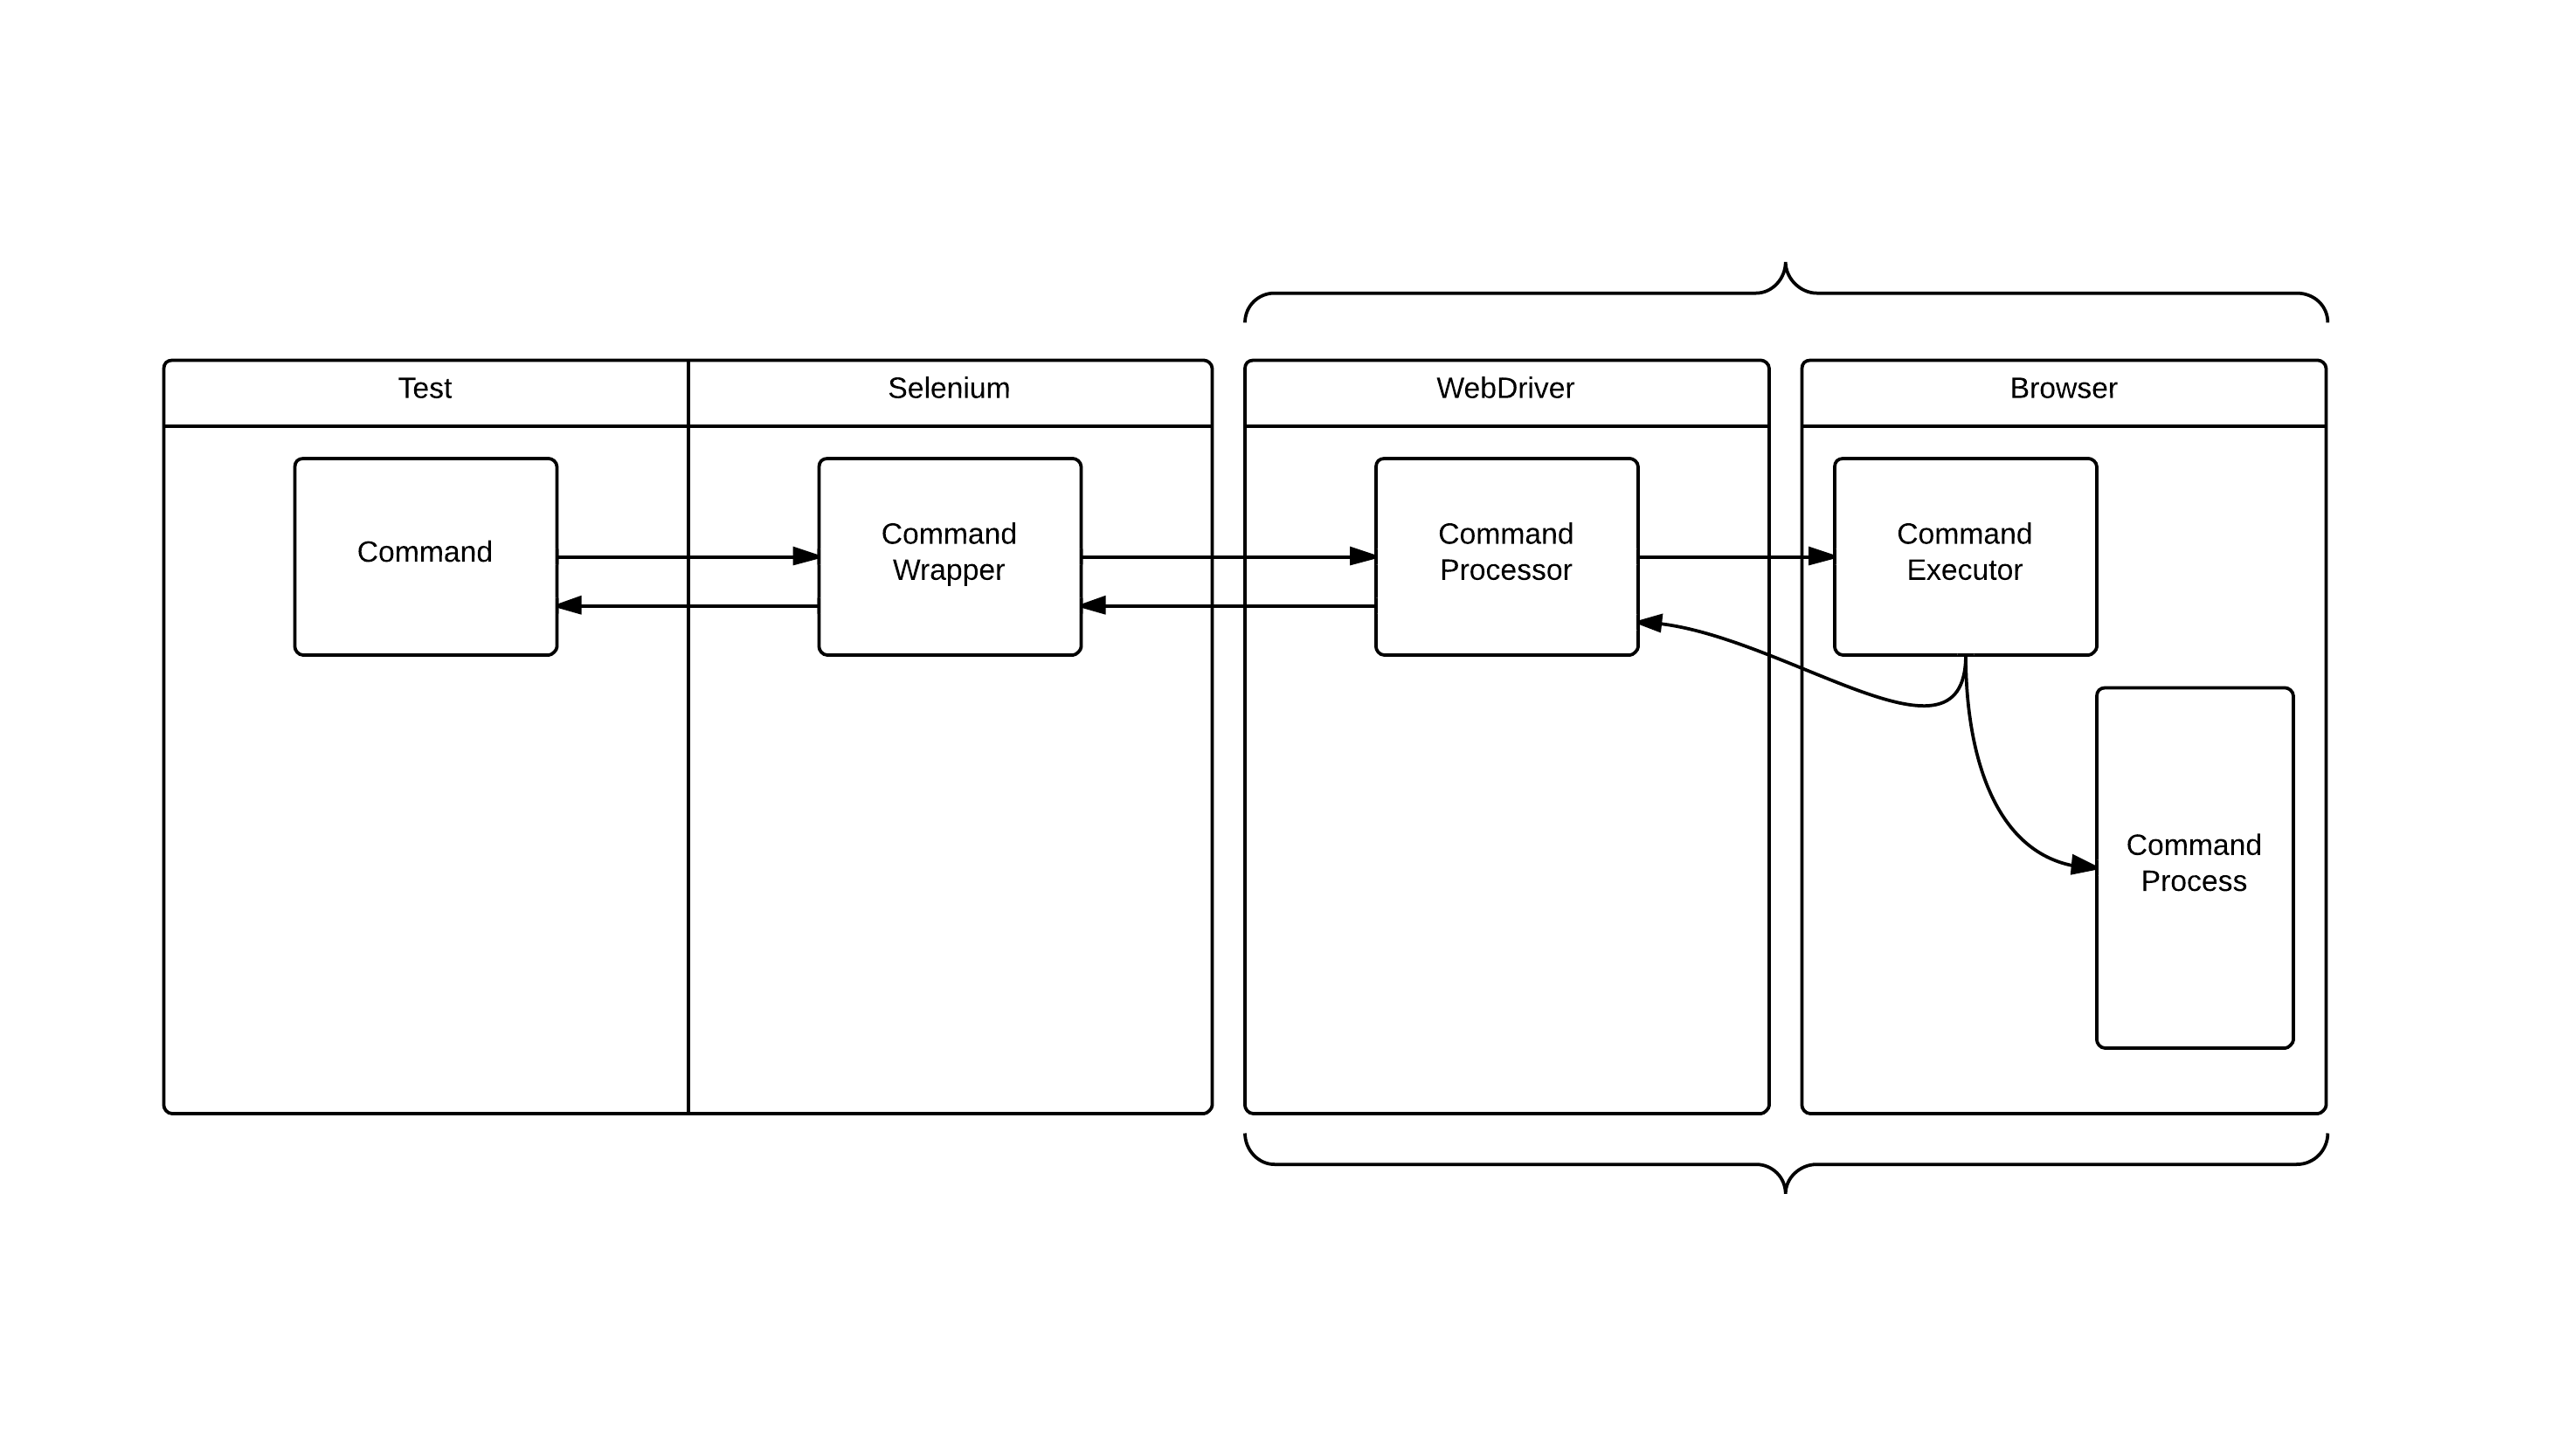 Test
Selenium
WebDriver
Browser
Command
Command
Wrapper
Command
Processor
Command
Executor
Command
Process